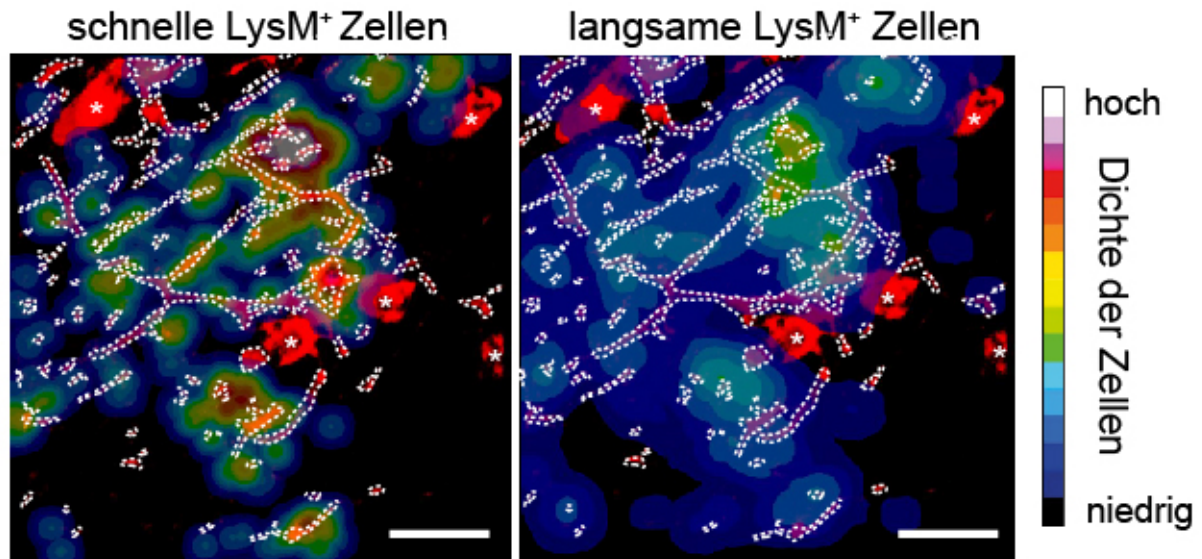 schnelle LysM⁺ Zellen
langsame LysM⁺ Zellen
hoch
Dichte der Zellen
niedrig